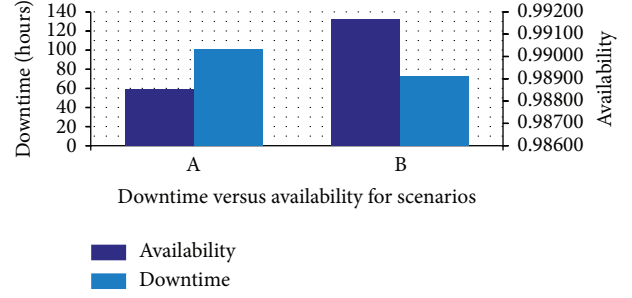 Downtime (hours)
140
120
100
80
60
40
20
0
0.99200
0.99100
0.99000
0.98900
0.98800
0.98700
0.98600
Availability
A
B
Downtime versus availability for scenarios
Availability
Downtime